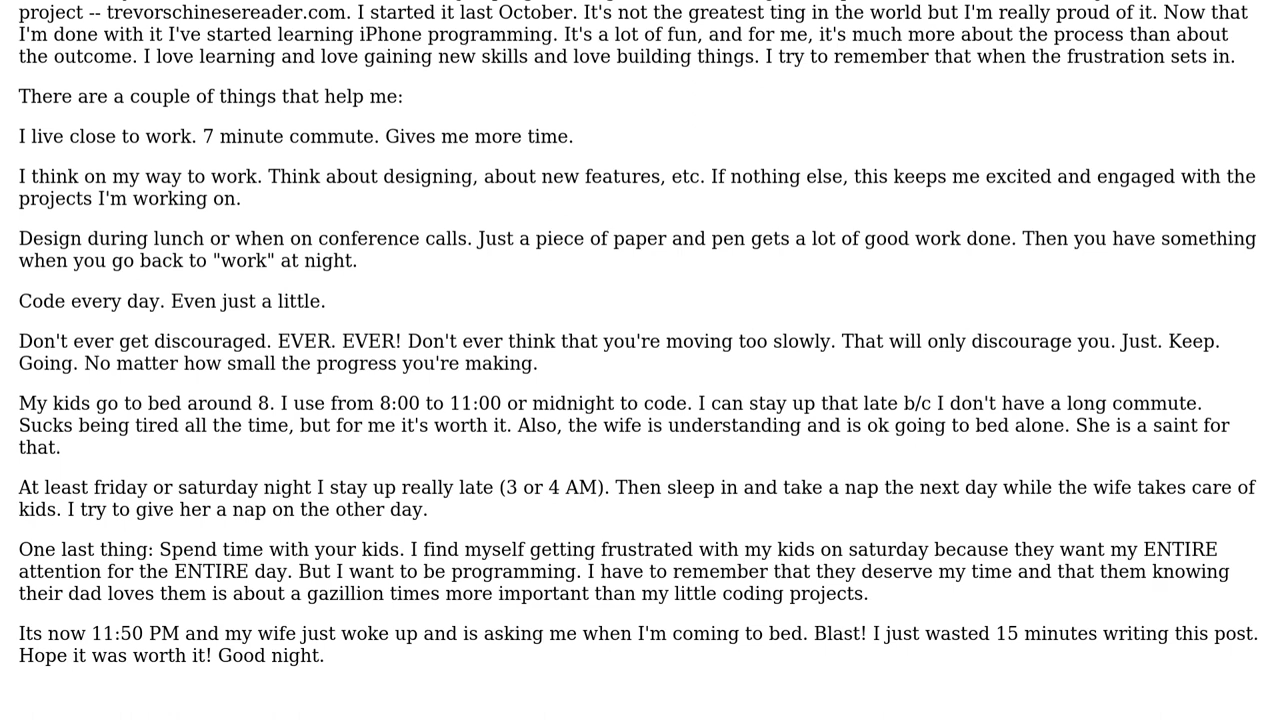 project -- trevorschinesereader.com. I started it last October. It's not the greatest ting in the world but I'm really proud of it. Now that
I'm done with it I've started learning iPhone programming. It's a lot of fun, and for me, it's much more about the process than about
the outcome. I love learning and love gaining new skills and love building things. I try to remember that when the frustration sets in.
There are a couple of things that help me:
I live close to work. 7 minute commute. Gives me more time.
I think on my way to work. Think about designing, about new features, etc. If nothing else, this keeps me excited and engaged with the
projects I'm working on.
Design during lunch or when on conference calls. Just a piece of paper and pen gets a lot of good work done. Then you have something
when you go back to "work" at night.
Code every day. Even just a little.
Don't ever get discouraged. EVER. EVER! Don't ever think that you're moving too slowly. That will only discourage you. Just. Keep.
Going. No matter how small the progress you're making.
My kids go to bed around 8. I use from 8:00 to 11:00 or midnight to code. I can stay up that late b/c I don't have a long commute.
Sucks being tired all the time, but for me it's worth it. Also, the wife is understanding and is ok going to bed alone. She is a saint for
that.
At least friday or saturday night I stay up really late (3 or 4 AM). Then sleep in and take a nap the next day while the wife takes care of
kids. I try to give her a nap on the other day.
One last thing: Spend time with your kids. I find myself getting frustrated with my kids on saturday because they want my ENTIRE
attention for the ENTIRE day. But I want to be programming. I have to remember that they deserve my time and that them knowing
their dad loves them is about a gazillion times more important than my little coding projects.
Its now 11:50 PM and my wife just woke up and is asking me when I'm coming to bed. Blast! I just wasted 15 minutes writing this post.
Hope it was worth it! Good night.